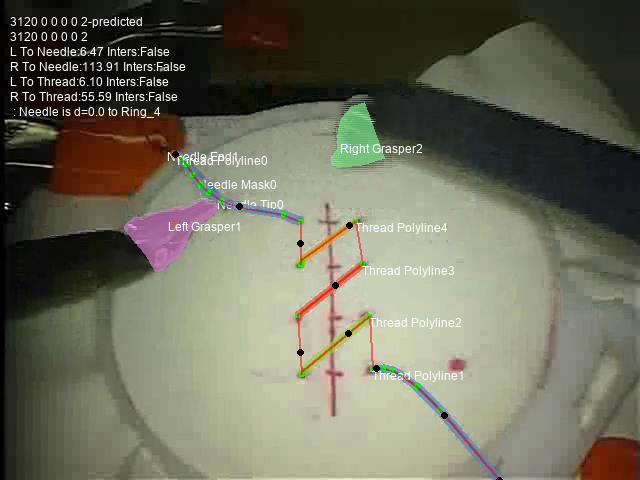 3120 0 0 0 0 2-predicted
3120 0 0 0 0 2
L To Needle:6.47 Inters:False
R To Needle:113.91 Inters:False
L To Thread:6.10 Inters:False
R To Thread:55.59 Inters:False
: Needle is d=0.0 to Ring_4
Right Grasper2
Needle End1
Thread Polyline0
Needle Mask0
Needle Tip0
Left Grasper1
Thread Polyline4
Thread Polyline3
Thread Polyline2
Thread Polyline1